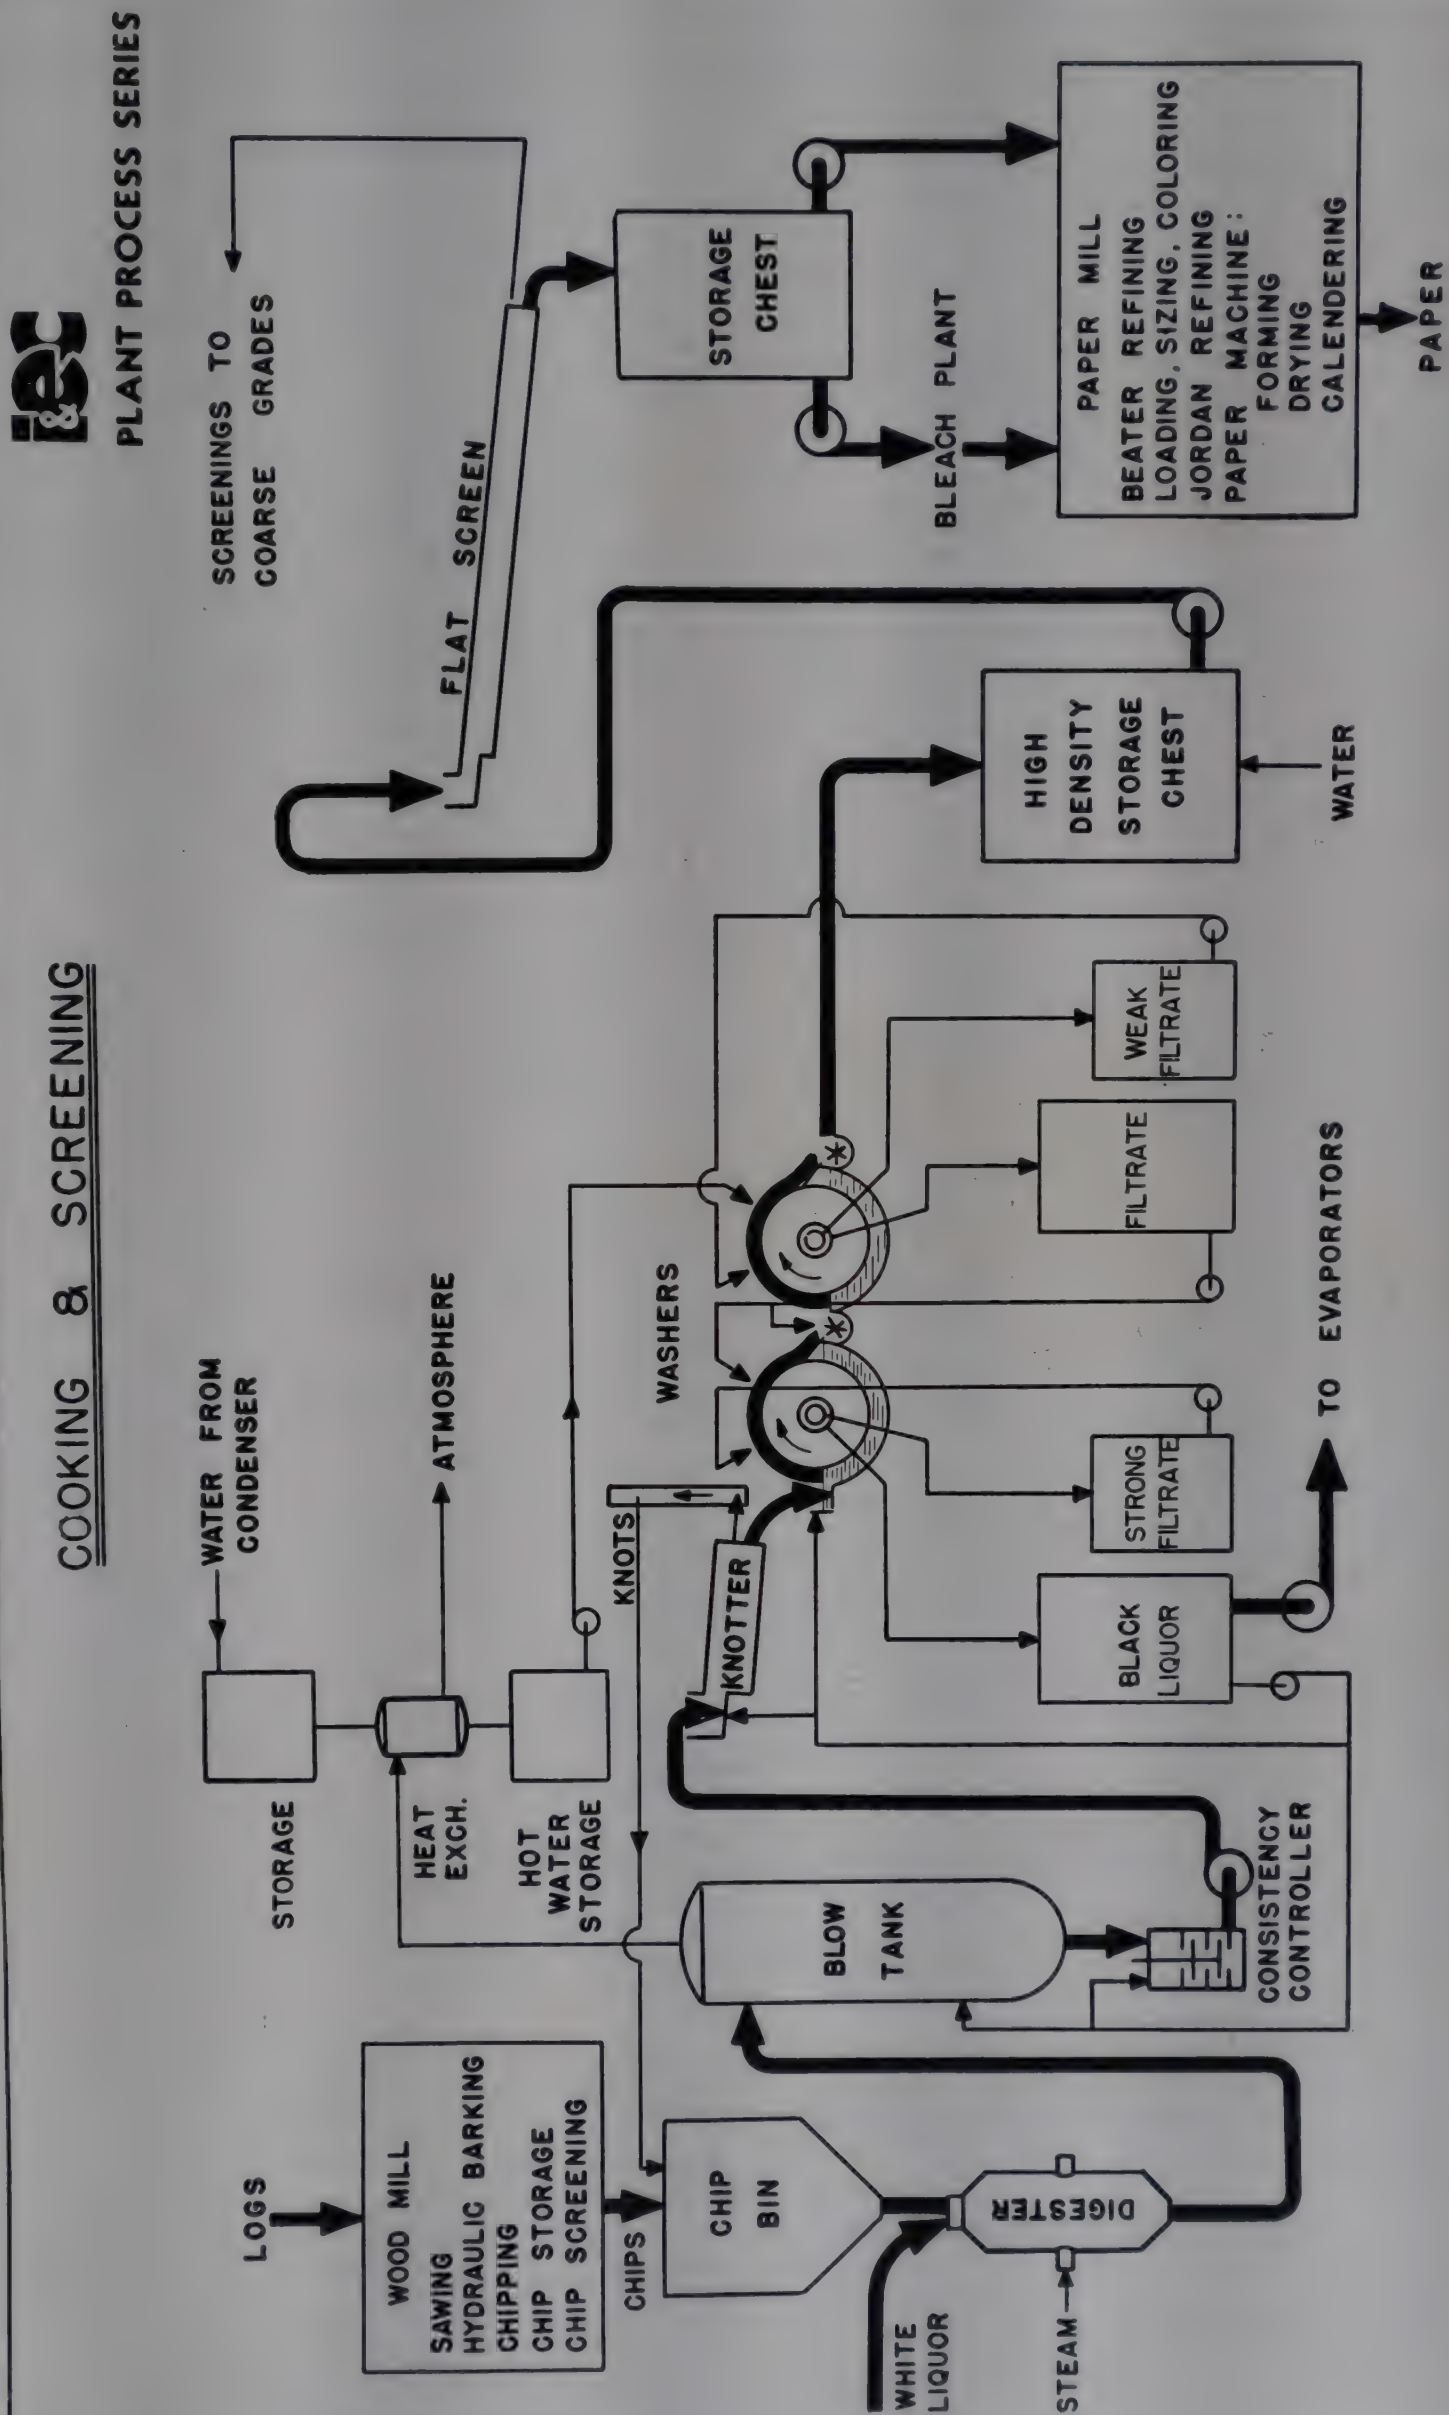 i&ec
PLANT PROCESS SERIES
COOKING & SCREENING
LOGS
WOOD MILL
SAWING
HYDRAULIC BARKING
CHIPPING
CHIP STORAGE
CHIP SCREENING
CHIPS
CHIP
BIN
WHITE
LIQUOR
DIGESTER
STEAM
WATER FROM
CONDENSER
STORAGE
ATMOSPHERE
HEAT
EXCH.
HOT
WATER
STORAGE
BLOW
TANK
CONSISTENCY
CONTROLLER
KNOTS
KNOTTER
WASHERS
BLACK
LIQUOR
STRONG
FILTRATE
FILTRATE
WEAK
FILTRATE
TO EVAPORATORS
HIGH
DENSITY
STORAGE
CHEST
WATER
SCREENINGS TO
COARSE GRADES
FLAT SCREEN
STORAGE
CHEST
BLEACH PLANT
PAPER MILL
BEATER REFINING
LOADING, SIZING, COLORING
JORDAN REFINING
PAPER MACHINE:
FORMING
DRYING
CALENDERING
PAPER